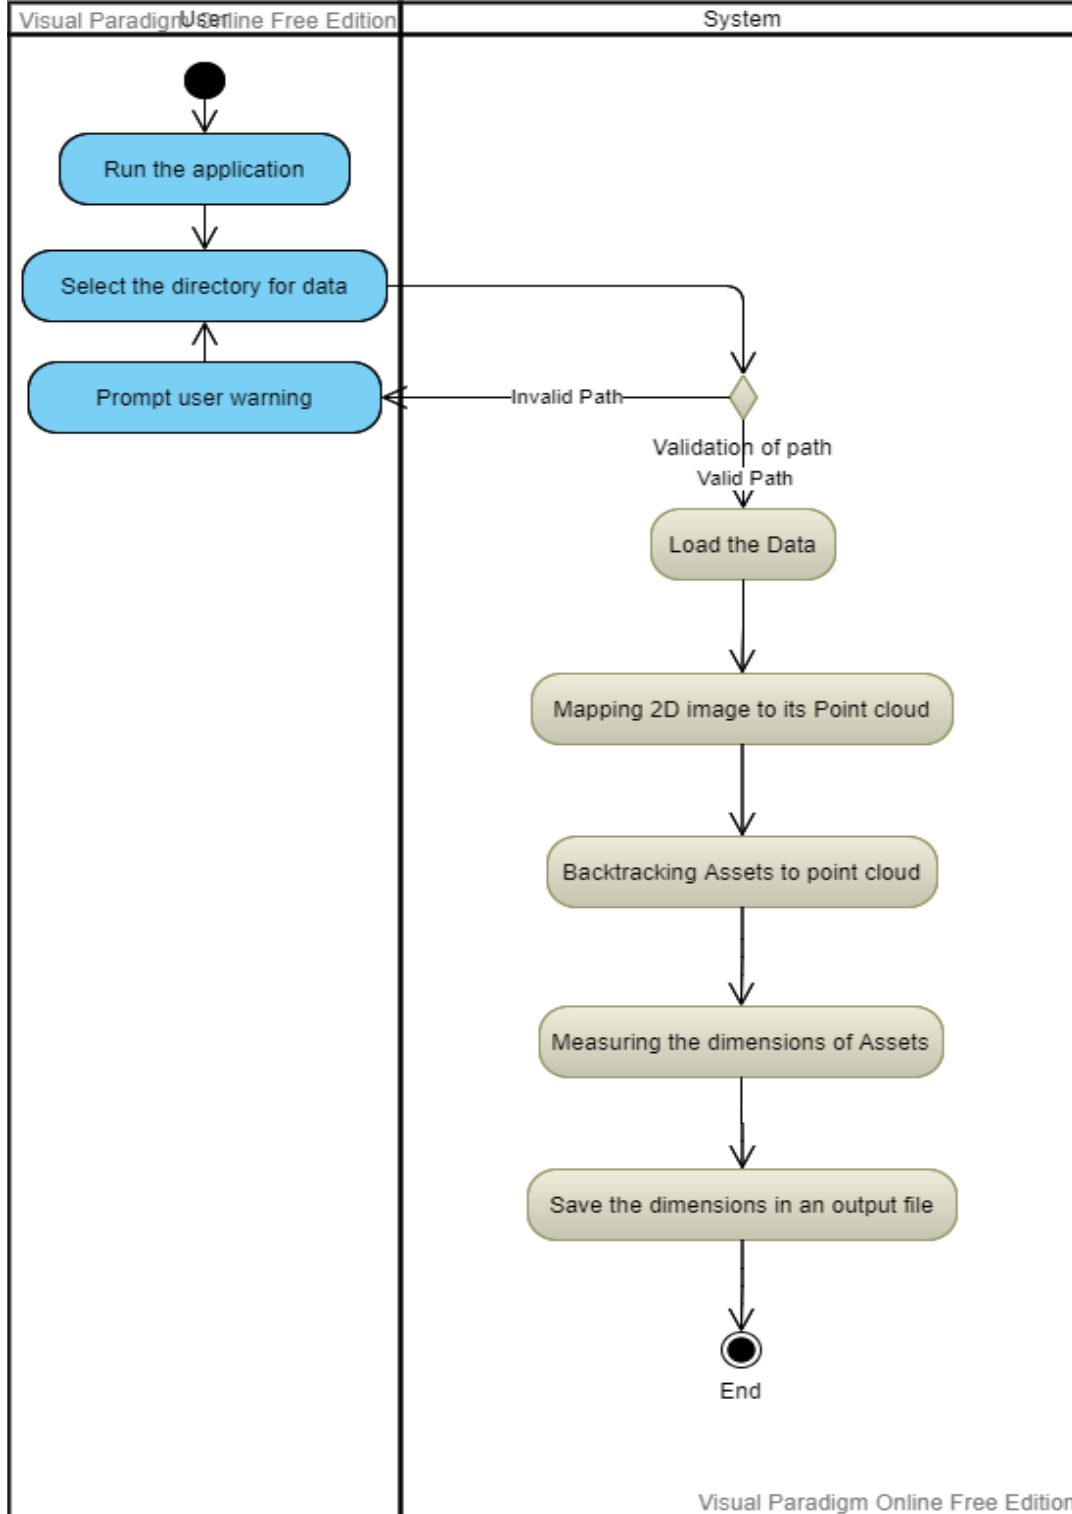 Visual Paradigm Online Free Edition
User
System
Run the application
Select the directory for data
Prompt user warning
Invalid Path
Validation of path
Valid Path
Load the Data
Mapping 2D image to its Point cloud
Backtracking Assets to point cloud
Measuring the dimensions of Assets
Save the dimensions in an output file
End
Visual Paradigm Online Free Edition